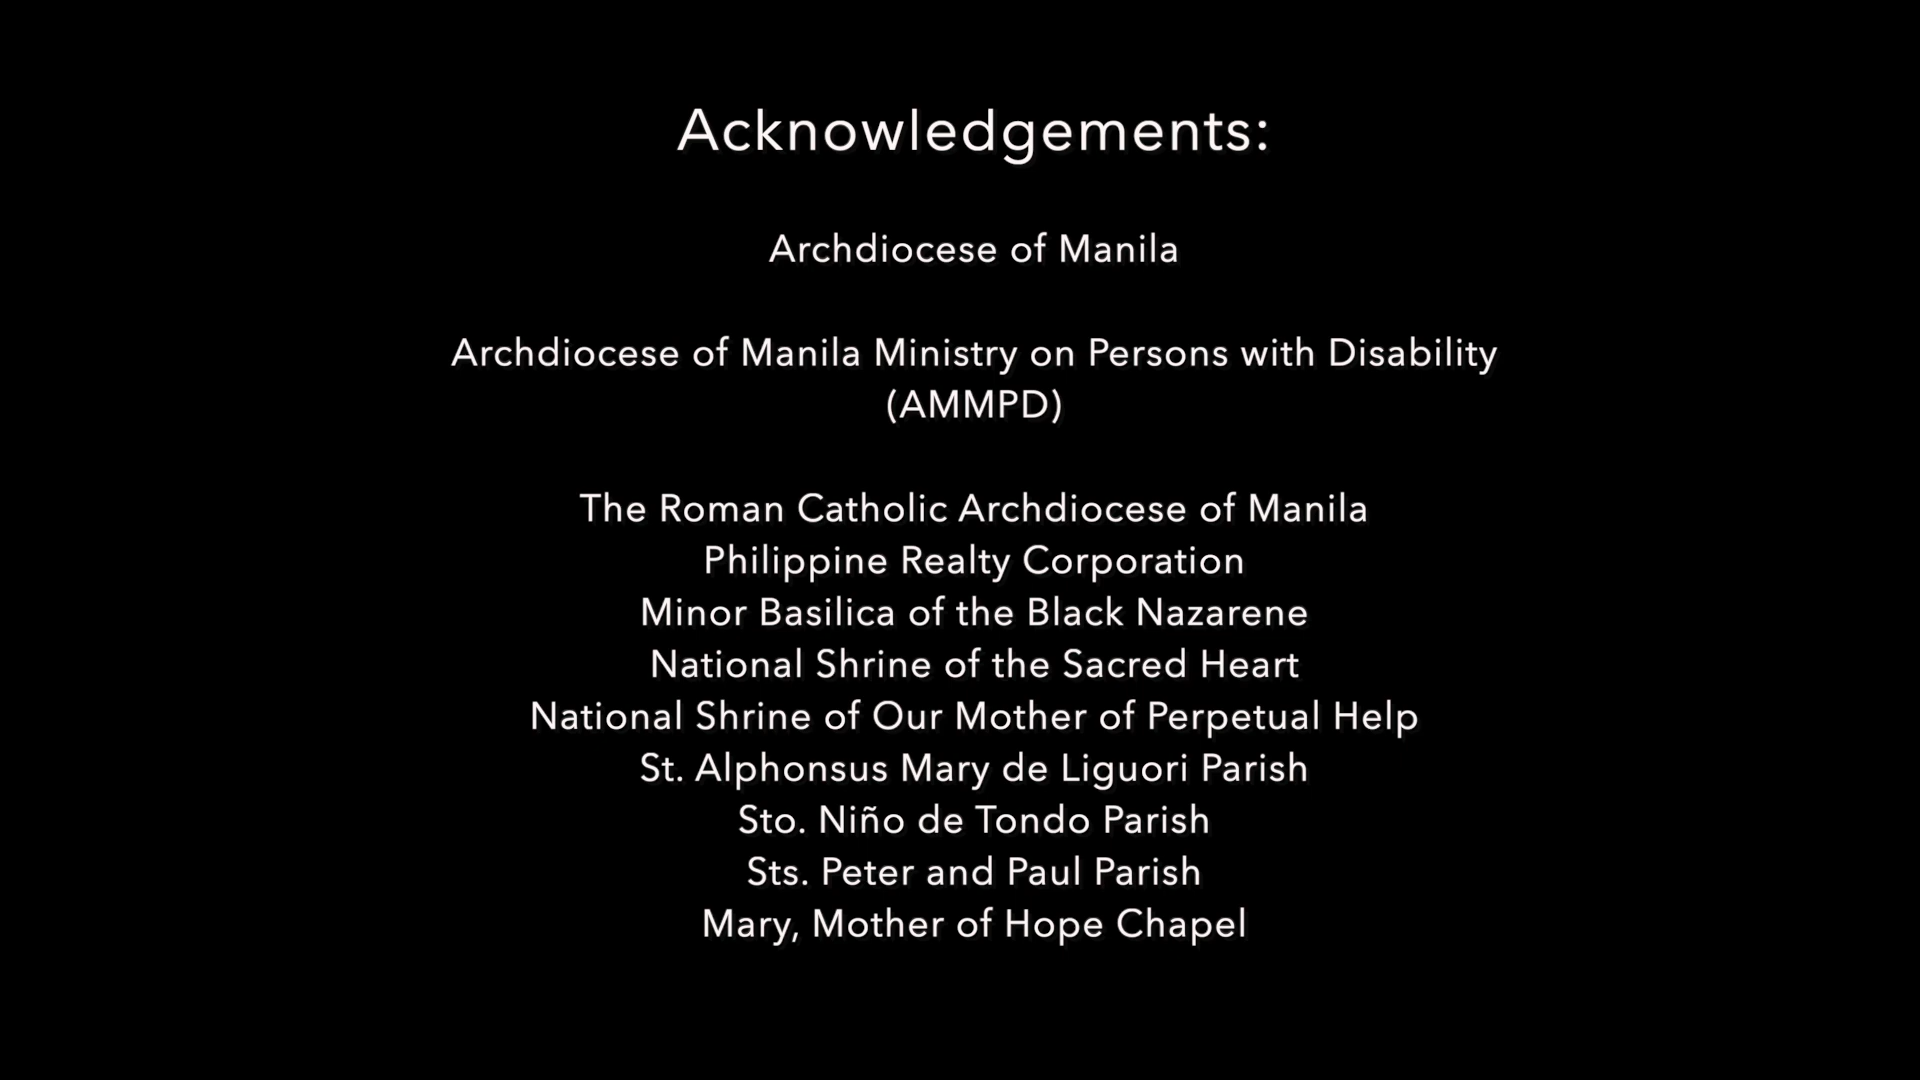 Acknowledgements:
Archdiocese of Manila
Archdiocese of Manila Ministry on Persons with Disability
(AMMPD)
The Roman Catholic Archdiocese of Manila
Philippine Realty Corporation
Minor Basilica of the Black Nazarene
National Shrine of the Sacred Heart
National Shrine of Our Mother of Perpetual Help
St. Alphonsus Mary de Liguori Parish
Sto. Niño de Tondo Parish
Sts. Peter and Paul Parish
Mary, Mother of Hope Chapel